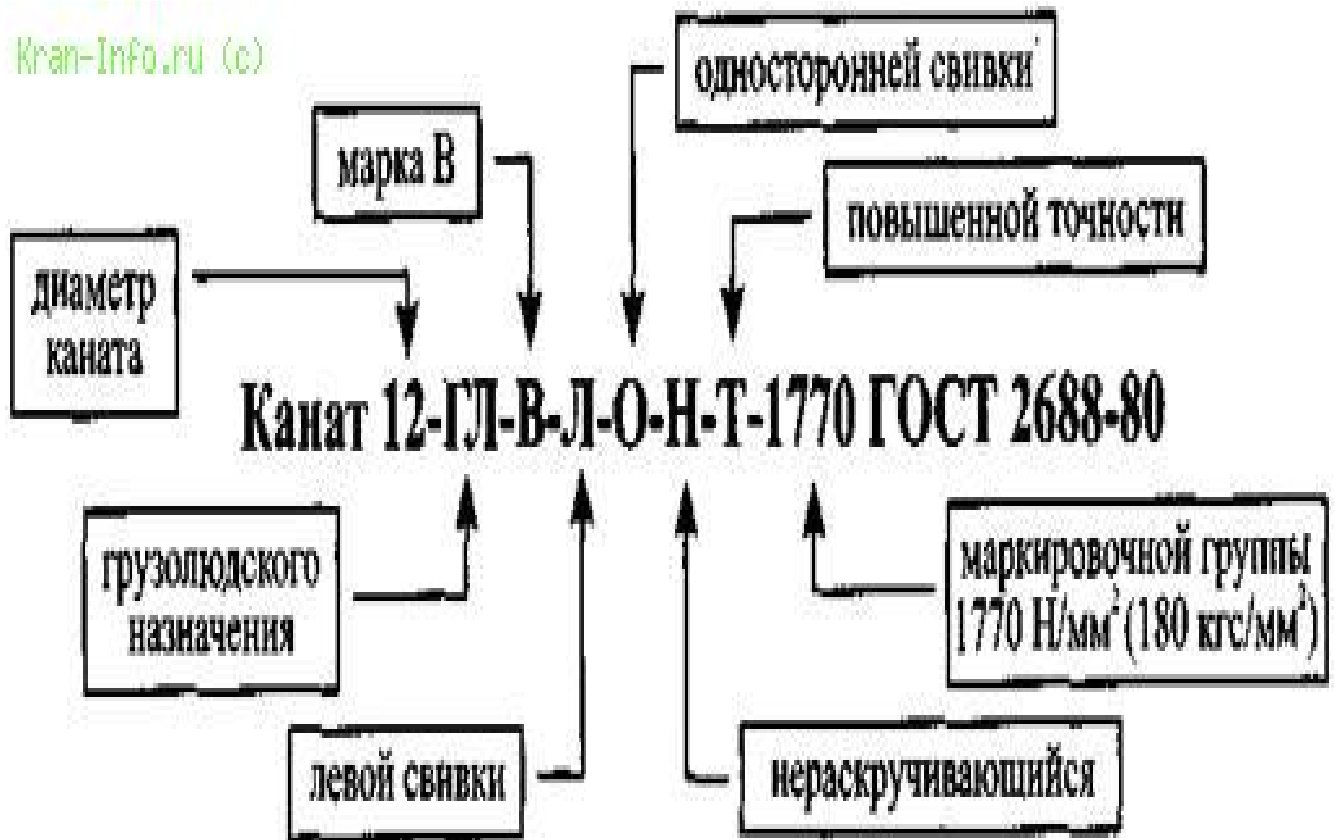 Kran-Info.ru (c)
односторонней свивки
марка В
повышенной точности
диаметр
каната
Канат 12-ГЛ-В-Л-О-Н-Т-1770 ГОСТ 2688-80
грузолюдского
назначения
маркировочной группы
1770 Н/мм² (180 кгс/мм²)
левой свивки
нераскручивающийся